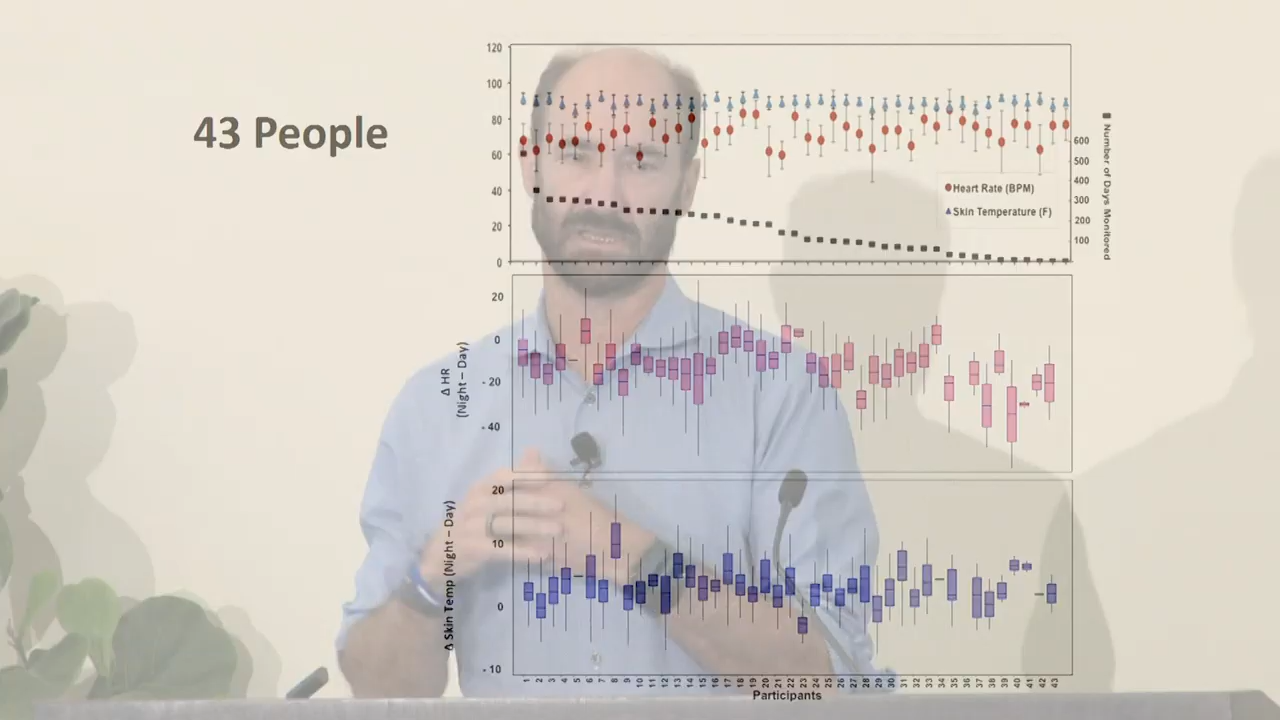 43 People
120
100
80
60
40
20
0
600
500
400
300
200
100
Number of Days Monitored
Heart Rate (BPM)
Skin Temperature (F)
20
0
- 20
- 40
Δ HR
(Night – Day)
20
10
0
- 10
Δ Skin Temp (Night – Day)
1 2 3 4 5 6 7 8 9 10 11 12 13 14 15 16 17 18 19 20 21 22 23 24 25 26 27 28 29 30 31 32 33 34 35 36 37 38 39 40 41 42 43
Participants